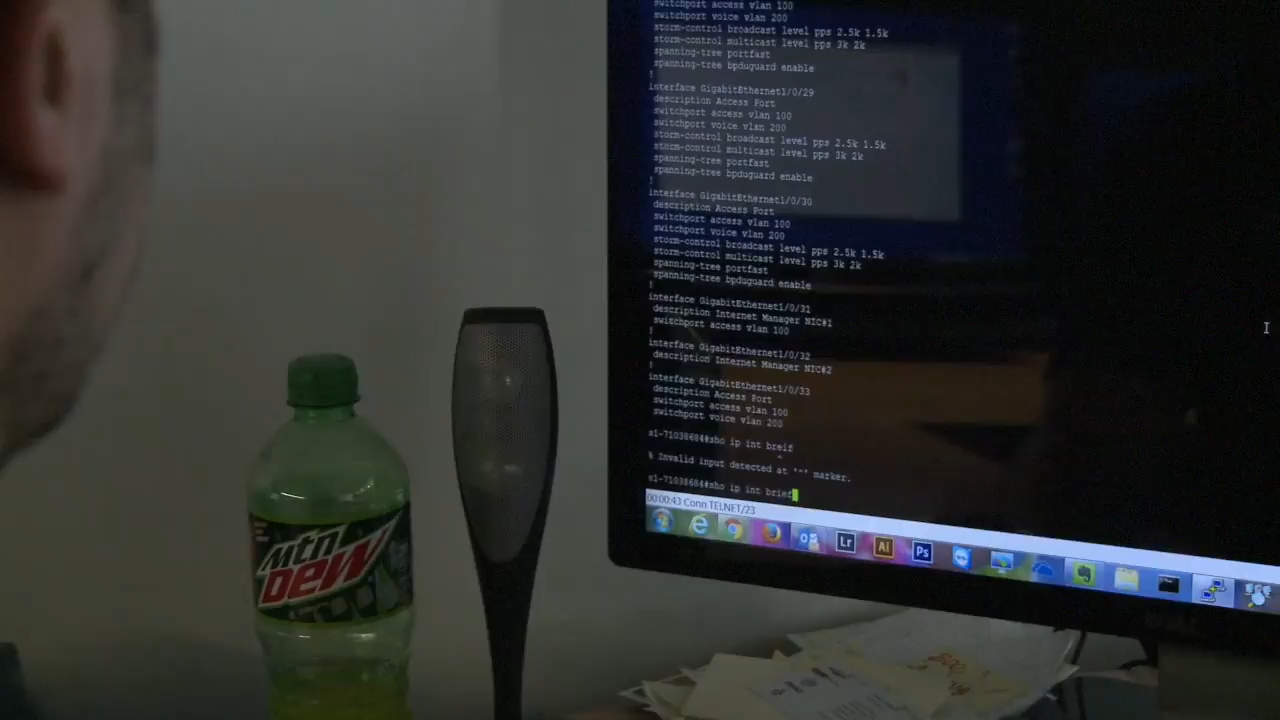 switchport access vlan 100
switchport voice vlan 200
storm-control broadcast level pps 2.5k 1.5k
storm-control multicast level pps 3k 2k
spanning-tree portfast
spanning-tree bpduguard enable
!
interface GigabitEthernet1/0/29
description Access Port
switchport access vlan 100
switchport voice vlan 200
storm-control broadcast level pps 2.5k 1.5k
storm-control multicast level pps 3k 2k
spanning-tree portfast
spanning-tree bpduguard enable
!
interface GigabitEthernet1/0/30
description Access Port
switchport access vlan 100
switchport voice vlan 200
storm-control broadcast level pps 2.5k 1.5k
storm-control multicast level pps 3k 2k
spanning-tree portfast
spanning-tree bpduguard enable
!
interface GigabitEthernet1/0/31
description Internet Manager NIC#1
switchport access vlan 100
!
interface GigabitEthernet1/0/32
description Internet Manager NIC#2
!
interface GigabitEthernet1/0/33
description Access Port
switchport access vlan 100
switchport voice vlan 200
s1-71038684#sho ip int breif
^
% Invalid input detected at '^' marker.
s1-71038684#sho ip int brief
00:00:43 Conn TELNET/23
Lr
Ai
Ps
Mtn
Dew